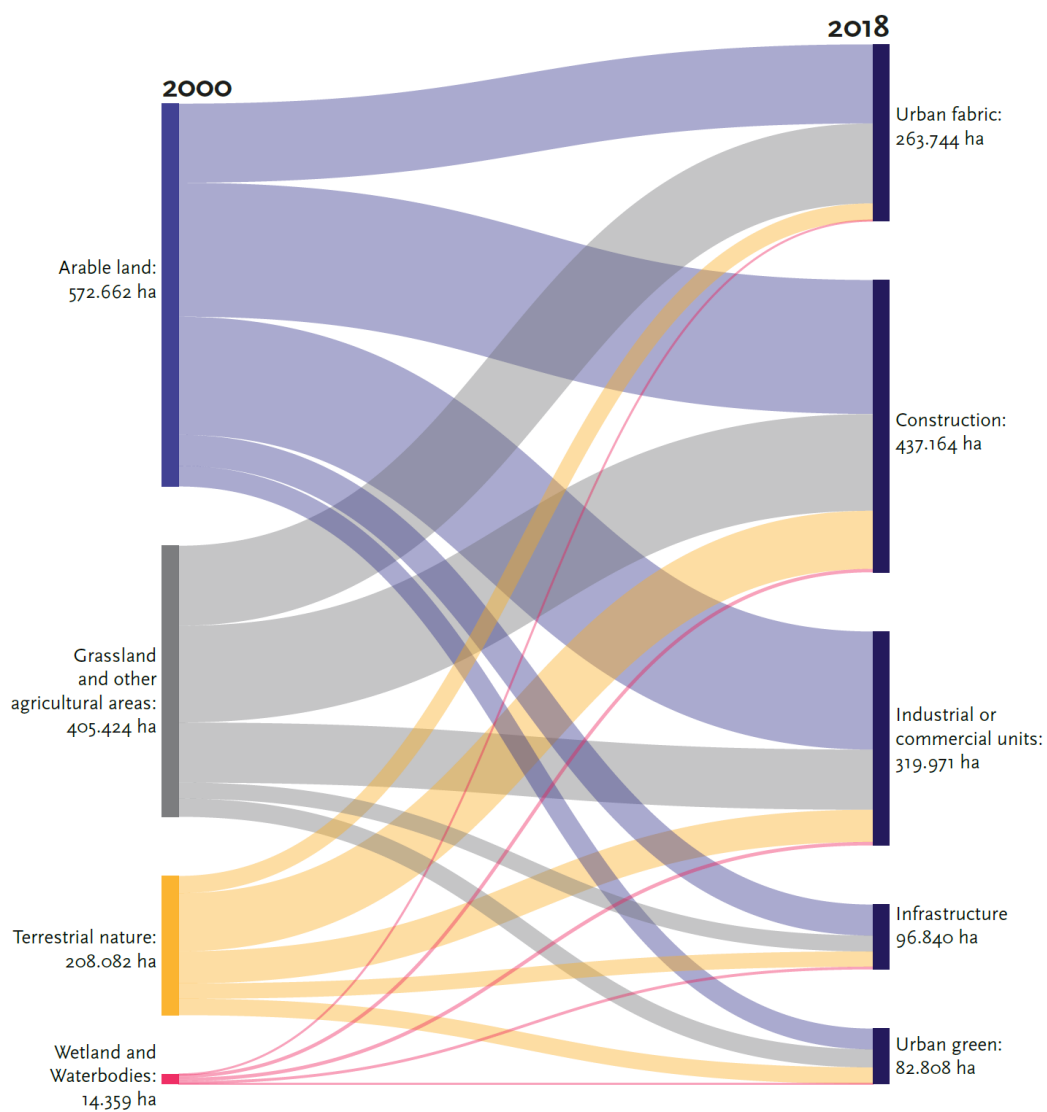 2000
2018
Arable land:
572.662 ha
Grassland
and other
agricultural areas:
405.424 ha
Terrestrial nature:
208.082 ha
Wetland and
Waterbodies:
14.359 ha
Urban fabric:
263.744 ha
Construction:
437.164 ha
Industrial or
commercial units:
319.971 ha
Infrastructure
96.840 ha
Urban green:
82.808 ha